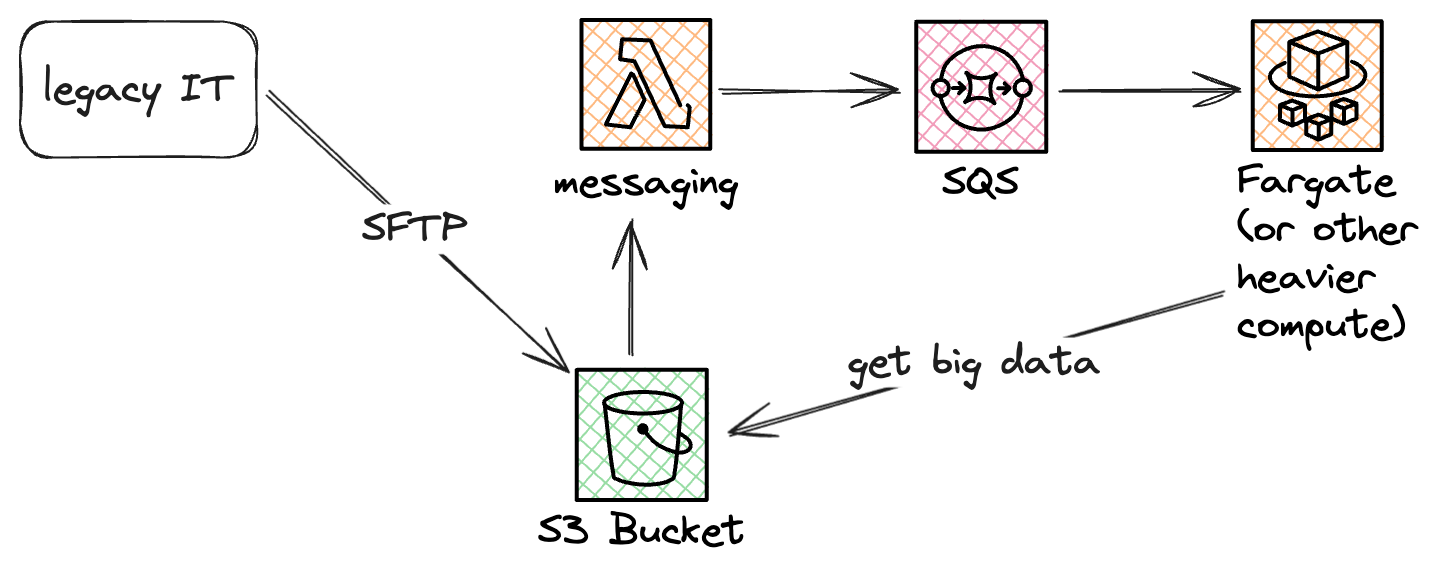 legacy IT
messaging
SQS
Fargate
(or other
heavier
compute)
SFTP
get big data
S3 Bucket